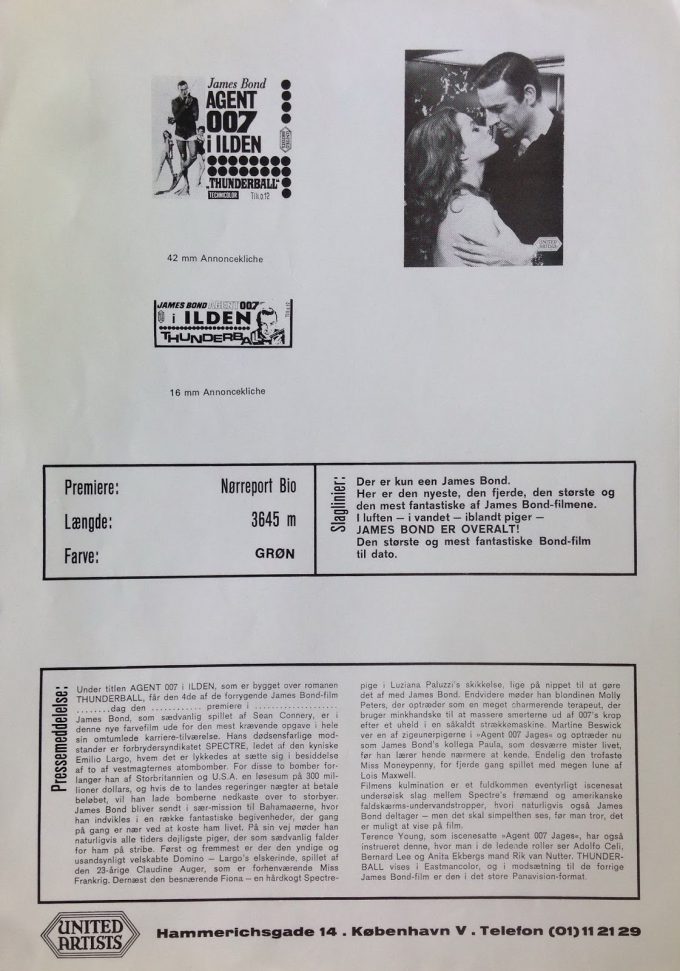 James Bond
AGENT
007
i ILDEN
„THUNDERBALL"
TECHNICOLOR
Till.o.12
UNITED
ARTISTS
42 mm Annoncekliche
JAMES BOND AGENT 007
i ILDEN
THUNDERBALL
16 mm Annoncekliche
Premiere: Nørreport Bio
Længde: 3645 m
Farve: GRØN
Slaglinier:
Der er kun een James Bond.
Her er den nyeste, den fjerde, den største og
den mest fantastiske af James Bond-filmene.
I luften — i vandet — iblandt piger —
JAMES BOND ER OVERALT!
Den største og mest fantastiske Bond-film
til dato.
Pressemeddelelse:
Under titlen AGENT 007 i ILDEN, som er bygget over romanen
THUNDERBALL, får den 4de af de forrygende James Bond-film
........dag den ............ premiere i ....................
James Bond, som sædvanlig spillet af Sean Connery, er i
denne nye farvefilm ude for den mest krævende opgave i hele
sin omtumlede karriere-tilværelse. Hans dødsensfarlige mod-
stander er forbrydersyndikatet SPECTRE, ledet af den kyniske
Emilio Largo, hvem det er lykkedes at sætte sig i besiddelse
af to af vestmagternes atombomber. For disse to bomber for-
langer han af Storbritannien og U.S.A. en løsesum på 300 mil-
lioner dollars, og hvis de to landes regeringer nægter at betale
beløbet, vil han lade bomberne nedkaste over to storbyer.
James Bond bliver sendt i sær-mission til Bahamaøerne, hvor
han indvikles i en række fantastiske begivenheder, der gang
på gang er nær ved at koste ham livet. På sin vej møder han
naturligvis alle tiders dejligste piger, der som sædvanlig falder
for ham på stribe. Først og fremmest er der den yndige og
usandsynligt velskabte Domino — Largo's elskerinde, spillet af
den 23-årige Claudine Auger, som er forhenværende Miss
Frankrig. Dernæst den besnærende Fiona — en hårdkogt Spectre-
pige i Luziana Paluzzi's skikkelse, lige på nippet til at gøre
det af med James Bond. Endvidere møder han blondinen Molly
Peters, der optræder som en meget charmerende terapeut, der
bruger minkhandske til at massere smerterne ud af 007's krop
efter et uheld i en såkaldt strækkemaskine. Martine Beswick
var en af zigeunerpigerne i »Agent 007 Jages« og optræder nu
som James Bond's kollega Paula, som desværre mister livet,
før han lærer hende nærmere at kende. Endelig den trofaste
Miss Moneypenny, for fjerde gang spillet med megen lune af
Lois Maxwell.
Filmens kulmination er et fuldkommen eventyrligt iscenesat
undersøisk slag mellem Spectre's frømænd og amerikanske
faldskærms-undervandstropper, hvori naturligvis også James
Bond deltager — men det skal simpelthen ses, før man tror, det
er muligt at vise på film.
Terence Young, som iscenesatte »Agent 007 Jages«, har også
instrueret denne, hvor man i de ledende roller ser Adolfo Celi,
Bernard Lee og Anita Ekbergs mand Rik van Nutter. THUNDER-
BALL vises i Eastmancolor, og i modsætning til de forrige
James Bond-film er den i det store Panavision-format.
UNITED
ARTISTS
Hammerichsgade 14 . København V . Telefon (01) 11 21 29